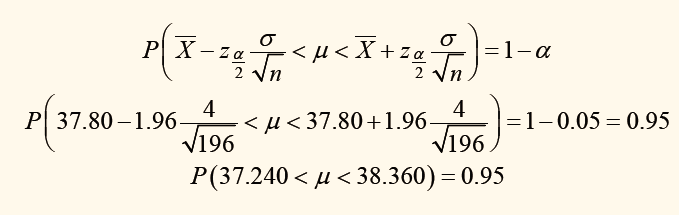 P(X̅ − z_{α/2} σ/√n < μ < X̅ + z_{α/2} σ/√n) = 1 − α
P(37.80 − 1.96 4/√196 < μ < 37.80 + 1.96 4/√196) = 1 − 0.05 = 0.95
P(37.240 < μ < 38.360) = 0.95